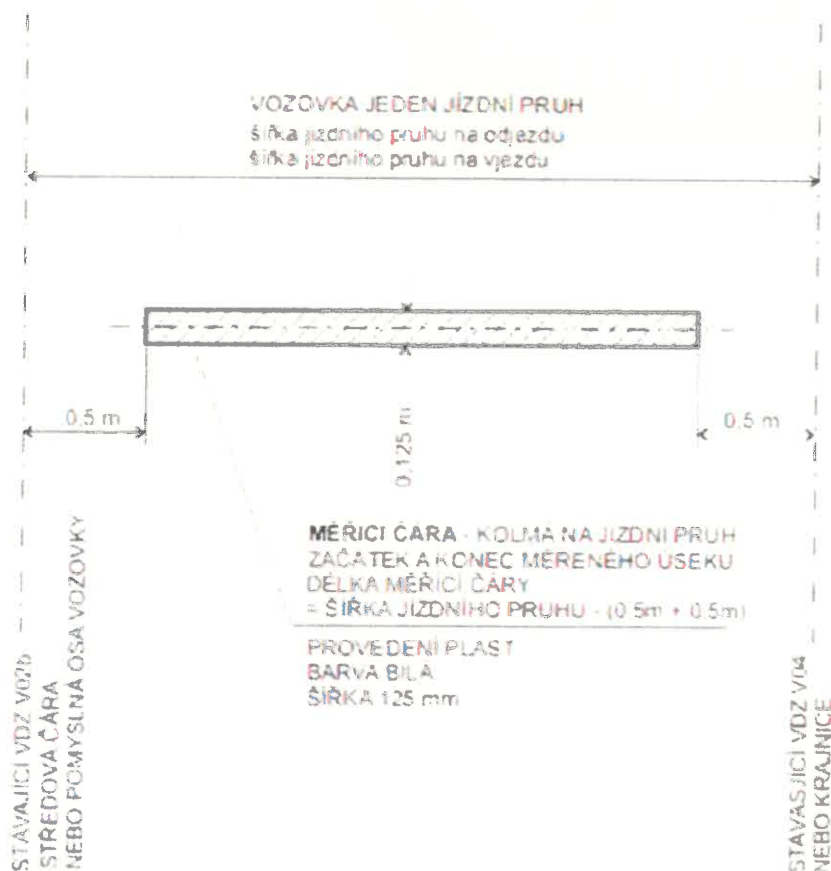 VOZOVKA JEDEN JÍZDNÍ PRUH
šířka jízdního pruhu na odjezdu
šířka jízdního pruhu na vjezdu
0,5 m
0,125 m
0,5 m
MĚŘICÍ ČÁRA - KOLMÁ NA JÍZDNÍ PRUH
ZAČÁTEK A KONEC MĚŘENÉHO ÚSEKU
DÉLKA MĚŘICÍ ČÁRY
= ŠÍŘKA JÍZDNÍHO PRUHU - (0,5m + 0,5m)
PROVEDENÍ PLAST
BARVA BÍLÁ
ŠÍŘKA 125 mm
STÁVAJÍCÍ VDZ V02b
STŘEDOVÁ ČÁRA
NEBO POMYSLNÁ OSA VOZOVKY
STÁVASJÍCÍ VDZ V04
NEBO KRAJNICE